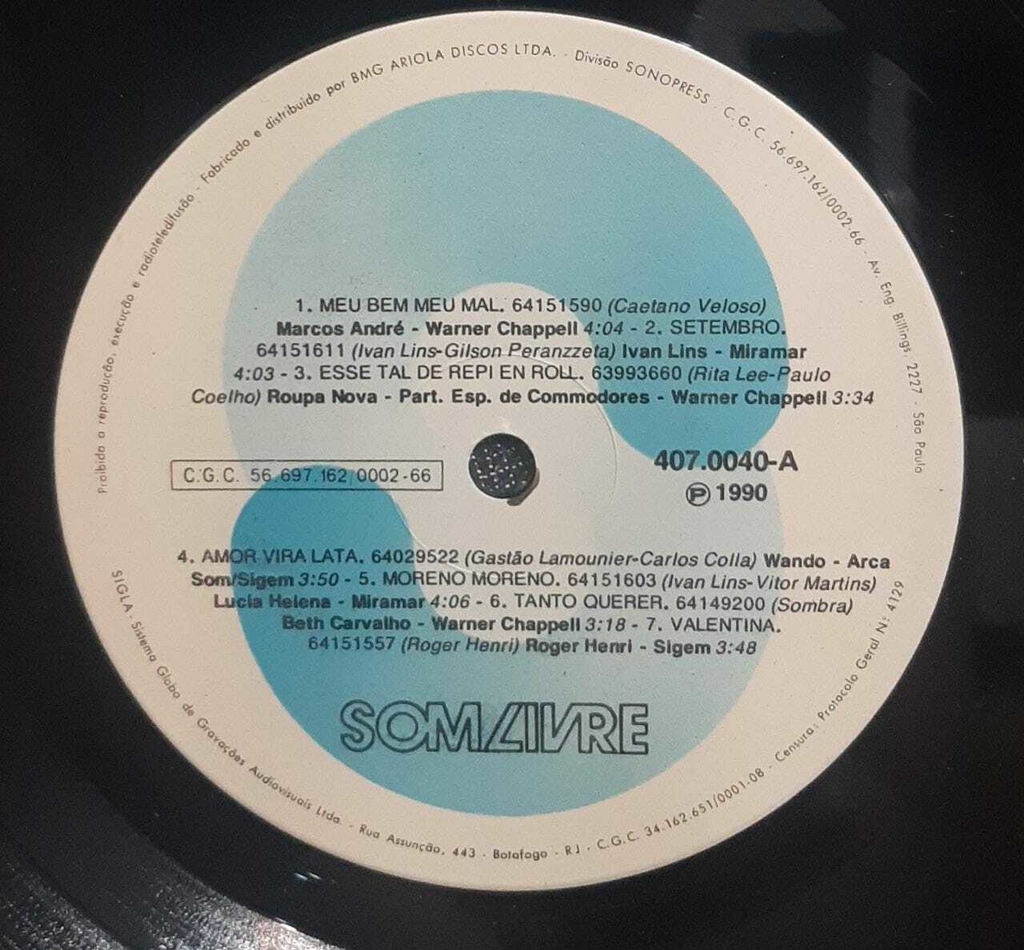 Proibida a reprodução, execução e radioteledifusão - Fabricado e distribuído por BMG ARIOLA DISCOS LTDA. - Divisão SONOPRESS - C.G.C. 56.697.162/0002-66 - Av. Eng. Billings, 2227 - São Paulo
1. MEU BEM MEU MAL. 64151590 (Caetano Veloso)
Marcos André - Warner Chappell 4:04 - 2. SETEMBRO.
64151611 (Ivan Lins-Gilson Peranzzeta) Ivan Lins - Miramar
4:03 - 3. ESSE TAL DE REPI EN ROLL. 63993660 (Rita Lee-Paulo
Coelho) Roupa Nova - Part. Esp. de Commodores - Warner Chappell 3:34
C.G.C. 56.697.162/0002-66
407.0040-A
Ⓟ 1990
4. AMOR VIRA LATA. 64029522 (Gastão Lamounier-Carlos Colla) Wando - Arca
Som/Sigem 3:50 - 5. MORENO MORENO. 64151603 (Ivan Lins-Vitor Martins)
Lucia Helena - Miramar 4:06 - 6. TANTO QUERER. 64149200 (Sombra)
Beth Carvalho - Warner Chappell 3:18 - 7. VALENTINA.
64151557 (Roger Henri) Roger Henri - Sigem 3:48
SOM LIVRE
SIGLA - Sistema Globo de Gravações Audiovisuais Ltda. - Rua Assunção, 443 - Botafogo - RJ - C.G.C. 34.162.651/0001-08 - Censura: Protocolo Geral Nº 4129